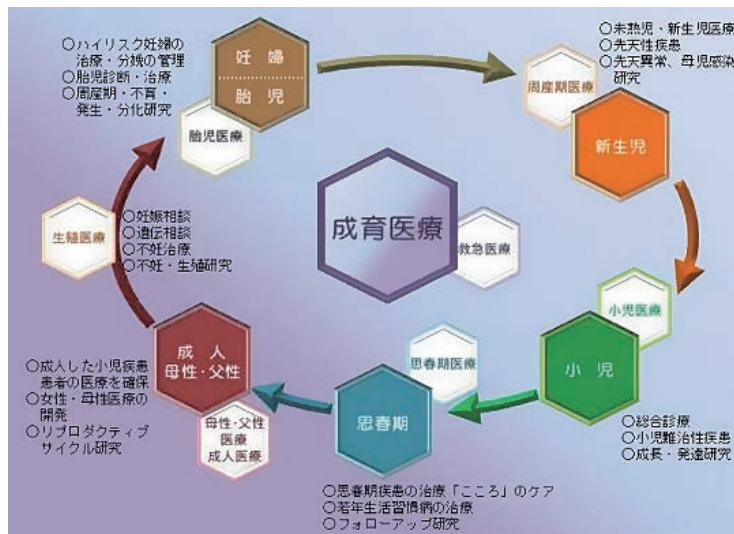 ○ハイリスク妊婦の
治療・分娩の管理
○胎児診断・治療
○周産期・不育・
発生・分化研究
妊婦
胎児
胎児医療
○未熟児・新生児医療
○先天性疾患
○先天異常、母児感染
研究
周産期医療
新生児
成育医療
救急医療
生殖医療
○妊娠相談
○遺伝相談
○不妊治療
○不妊・生殖研究
小児医療
小児
○総合診療
○小児難治性疾患
○成長・発達研究
思春期医療
思春期
○思春期疾患の治療「こころ」のケア
○若年生活習慣病の治療
○フォローアップ研究
成人
母性・父性
母性・父性
医療
成人医療
○成人した小児疾患
患者の医療を確保
○女性・母性医療の
開発
○リプロダクティブ
サイクル研究